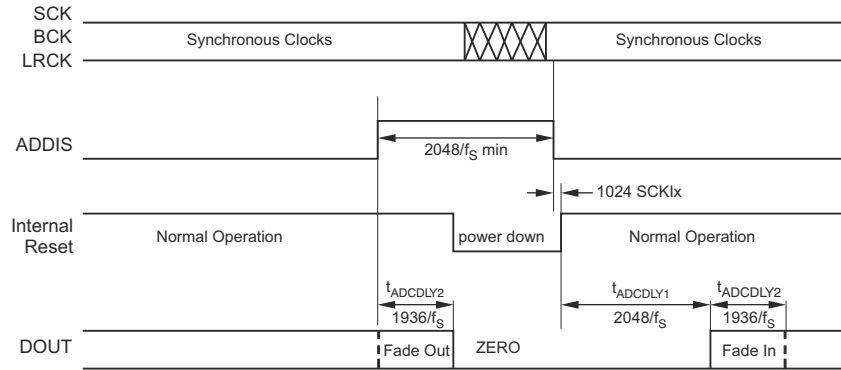 SCK
BCK
LRCK
Synchronous Clocks
Synchronous Clocks
ADDIS
2048/fS min
1024 SCKIx
Internal
Reset
Normal Operation
power down
Normal Operation
tADCDLY2
1936/fS
tADCDLY1
2048/fS
tADCDLY2
1936/fS
DOUT
Fade Out
ZERO
Fade In